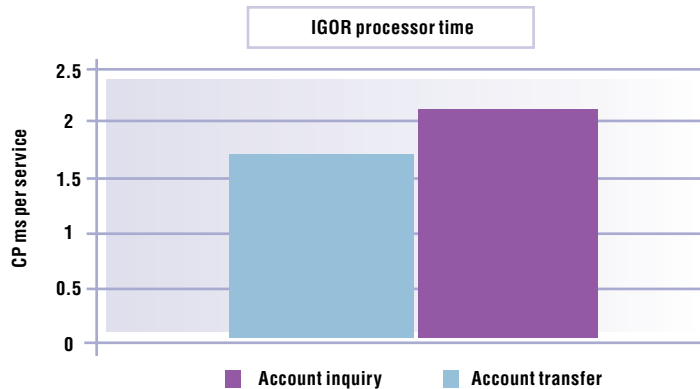 IGOR processor time
2.5
2
1.5
1
0.5
0
CP ms per service
Account inquiry
Account transfer